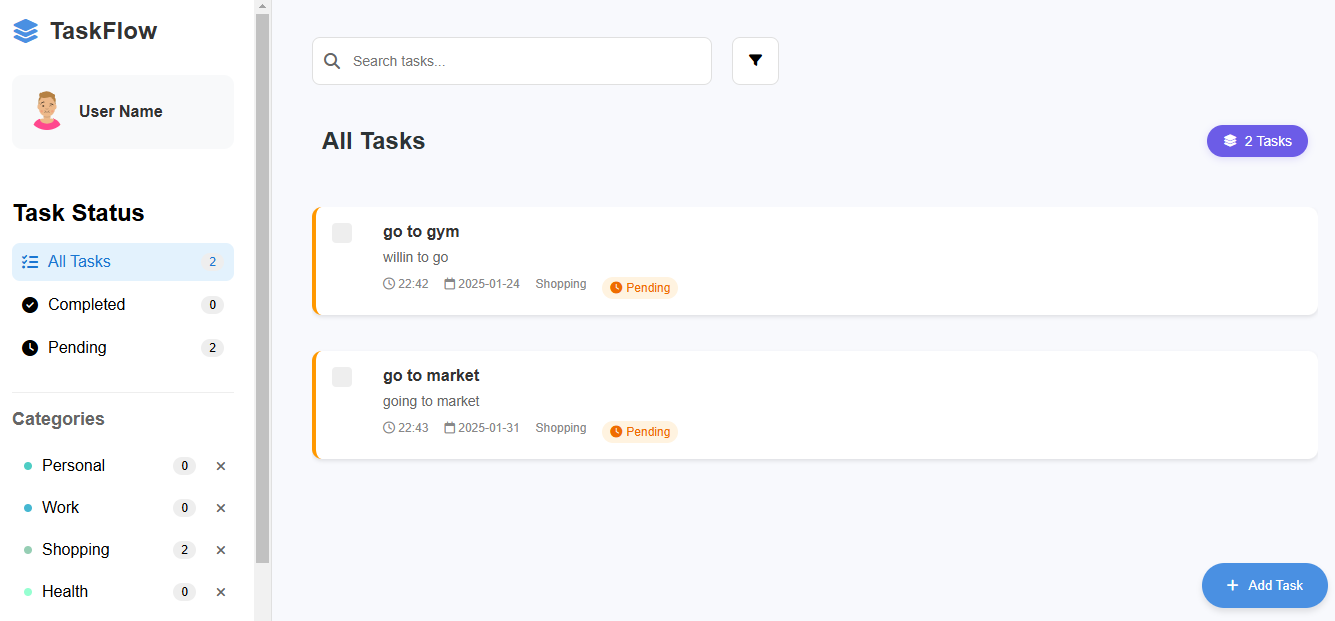 TaskFlow
User Name
Task Status
All Tasks 2
Completed 0
Pending 2
Categories
Personal 0 ×
Work 0 ×
Shopping 2 ×
Health 0 ×
Search tasks...
All Tasks
2 Tasks
go to gym
willin to go
22:42 2025-01-24 Shopping Pending
go to market
going to market
22:43 2025-01-31 Shopping Pending
+ Add Task